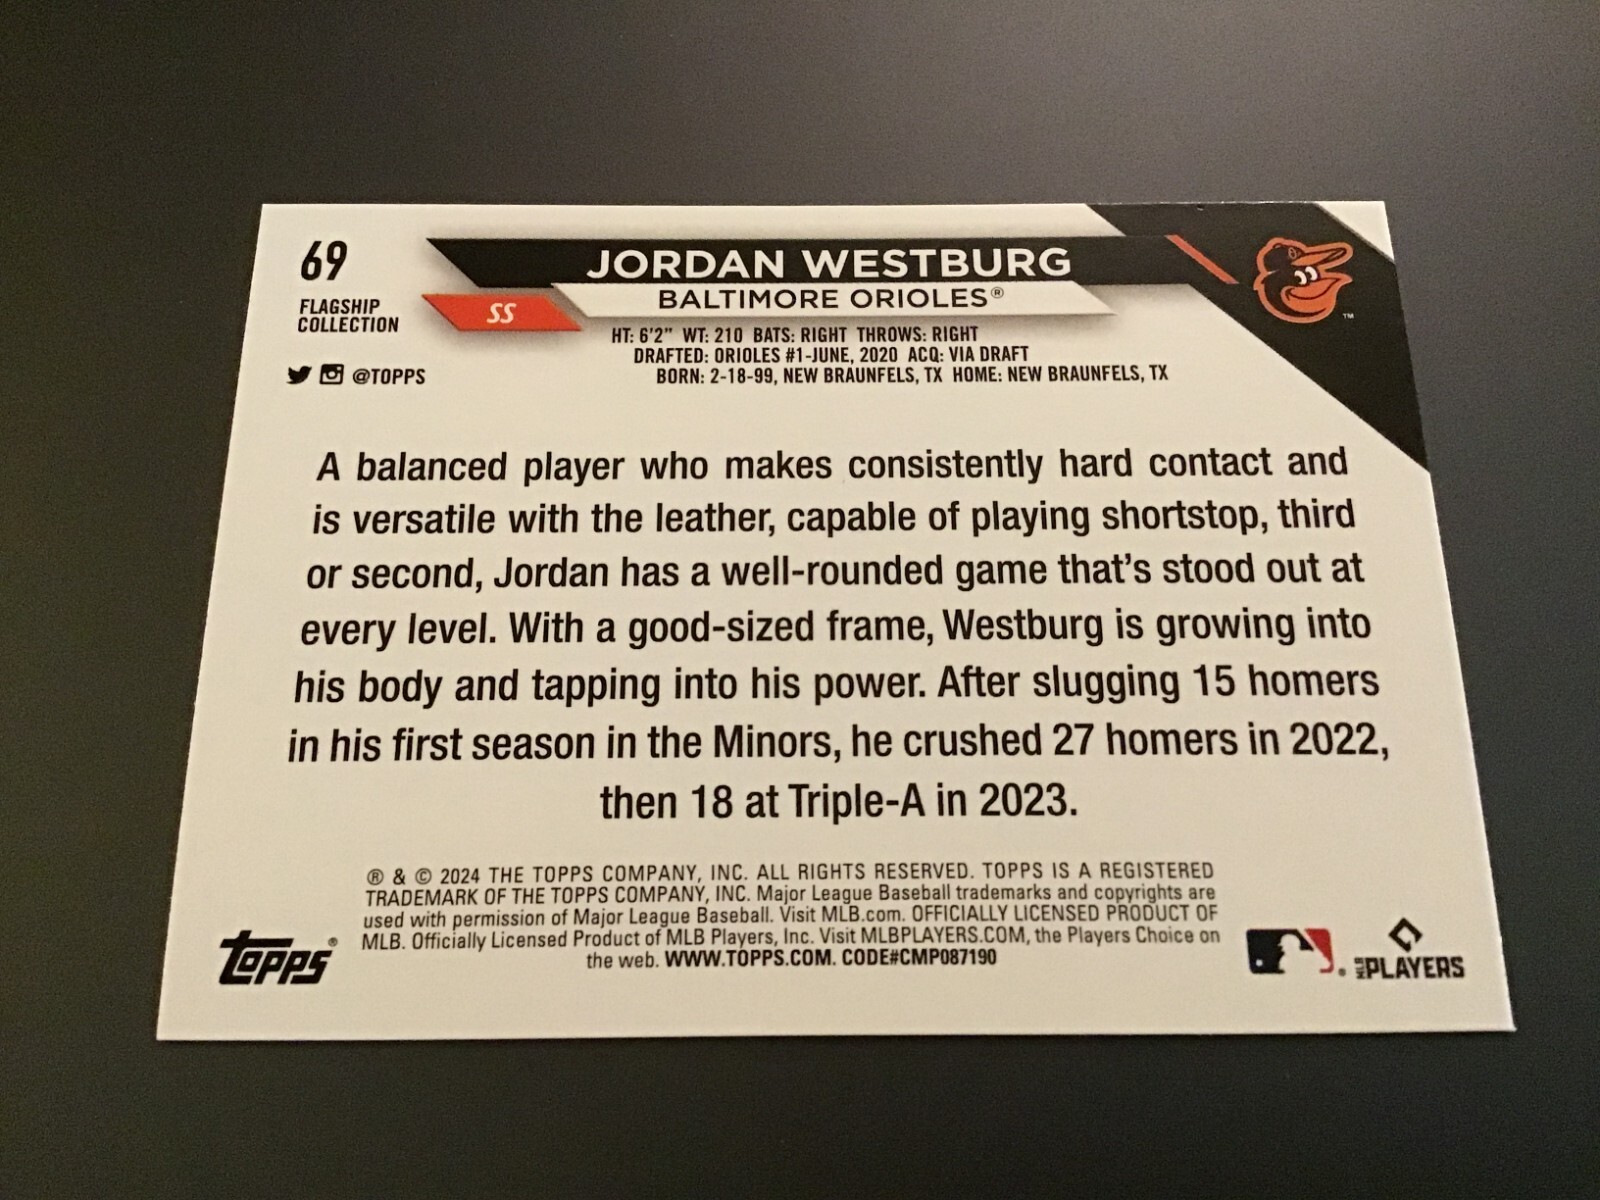 69
FLAGSHIP
COLLECTION
@TOPPS
JORDAN WESTBURG
BALTIMORE ORIOLES®
SS
HT: 6'2" WT: 210 BATS: RIGHT THROWS: RIGHT
DRAFTED: ORIOLES #1-JUNE, 2020 ACQ: VIA DRAFT
BORN: 2-18-99, NEW BRAUNFELS, TX HOME: NEW BRAUNFELS, TX
B
™
A balanced player who makes consistently hard contact and
is versatile with the leather, capable of playing shortstop, third
or second, Jordan has a well-rounded game that's stood out at
every level. With a good-sized frame, Westburg is growing into
his body and tapping into his power. After slugging 15 homers
in his first season in the Minors, he crushed 27 homers in 2022,
then 18 at Triple-A in 2023.
® & © 2024 THE TOPPS COMPANY, INC. ALL RIGHTS RESERVED. TOPPS IS A REGISTERED
TRADEMARK OF THE TOPPS COMPANY, INC. Major League Baseball trademarks and copyrights are
used with permission of Major League Baseball. Visit MLB.com. OFFICIALLY LICENSED PRODUCT OF
MLB. Officially Licensed Product of MLB Players, Inc. Visit MLBPLAYERS.COM, the Players Choice on
the web. WWW.TOPPS.COM. CODE#CMP087190
Topps®
MLB PLAYERS